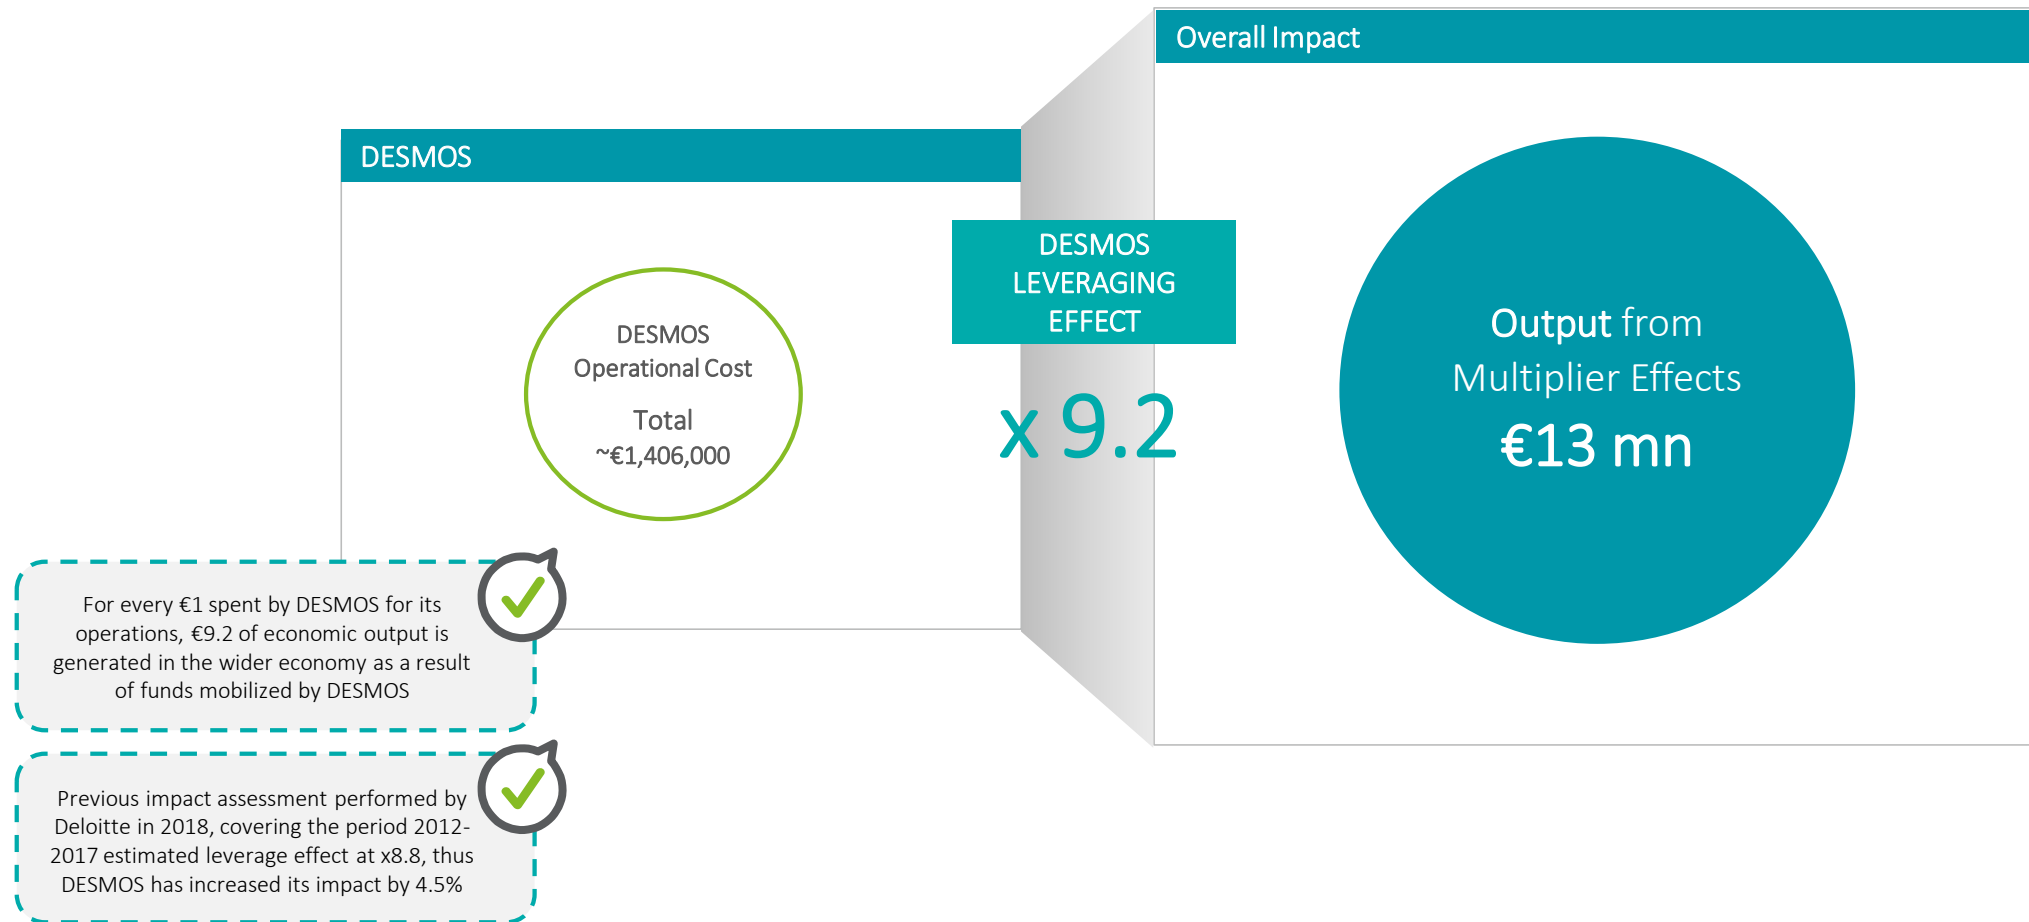 Overall Impact
DESMOS
DESMOS
Operational Cost
Total
~€1,406,000
DESMOS
LEVERAGING
EFFECT
x 9.2
Output from
Multiplier Effects
€13 mn
For every €1 spent by DESMOS for its
operations, €9.2 of economic output is
generated in the wider economy as a result
of funds mobilized by DESMOS
Previous impact assessment performed by
Deloitte in 2018, covering the period 2012-
2017 estimated leverage effect at x8.8, thus
DESMOS has increased its impact by 4.5%